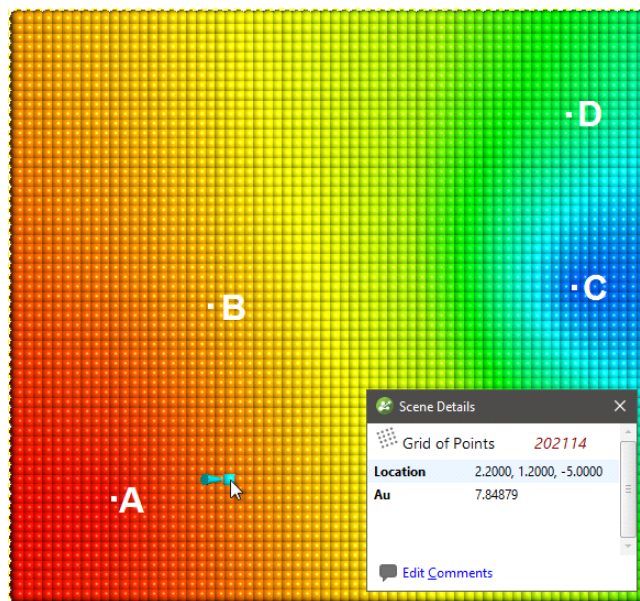 D
C
B
A
Scene Details
Grid of Points 202114
Location 2.2000, 1.2000, -5.0000
Au 7.84879
Edit Comments